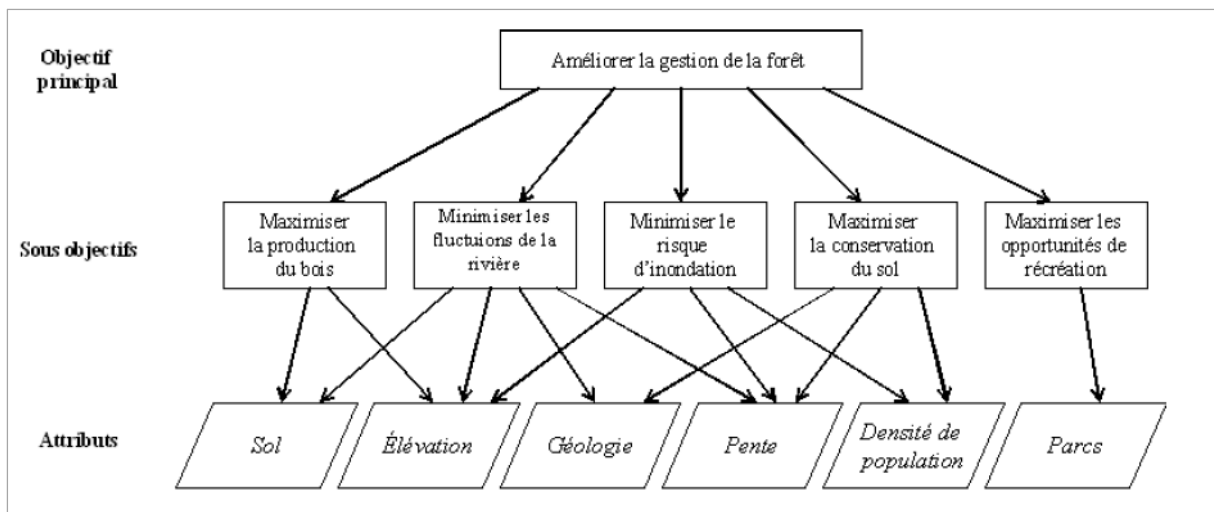 Objectif
principal
Améliorer la gestion de la forêt
Sous objectifs
Maximiser
la production
du bois
Minimiser les
fluctuions de la
rivière
Minimiser le
risque
d'inondation
Maximiser
la conservation
du sol
Maximiser les
opportunités de
récréation
Attributs
Sol
Élévation
Géologie
Pente
Densité de
population
Parcs